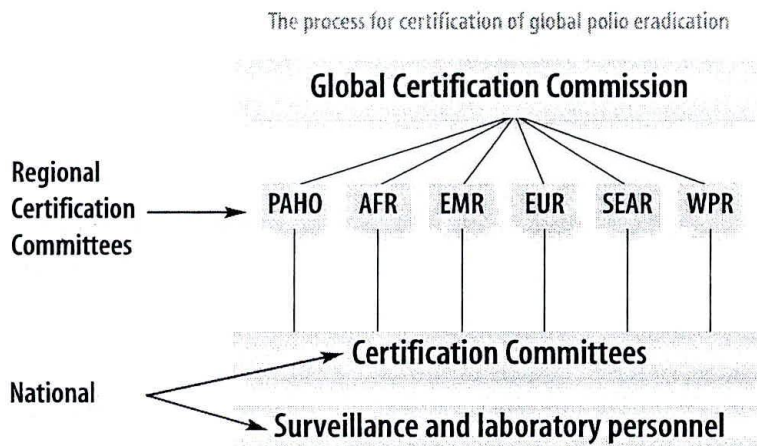 The process for certification of global polio eradication
Global Certification Commission
Regional
Certification
Committees
PAHO AFR EMR EUR SEAR WPR
Certification Committees
National
Surveillance and laboratory personnel